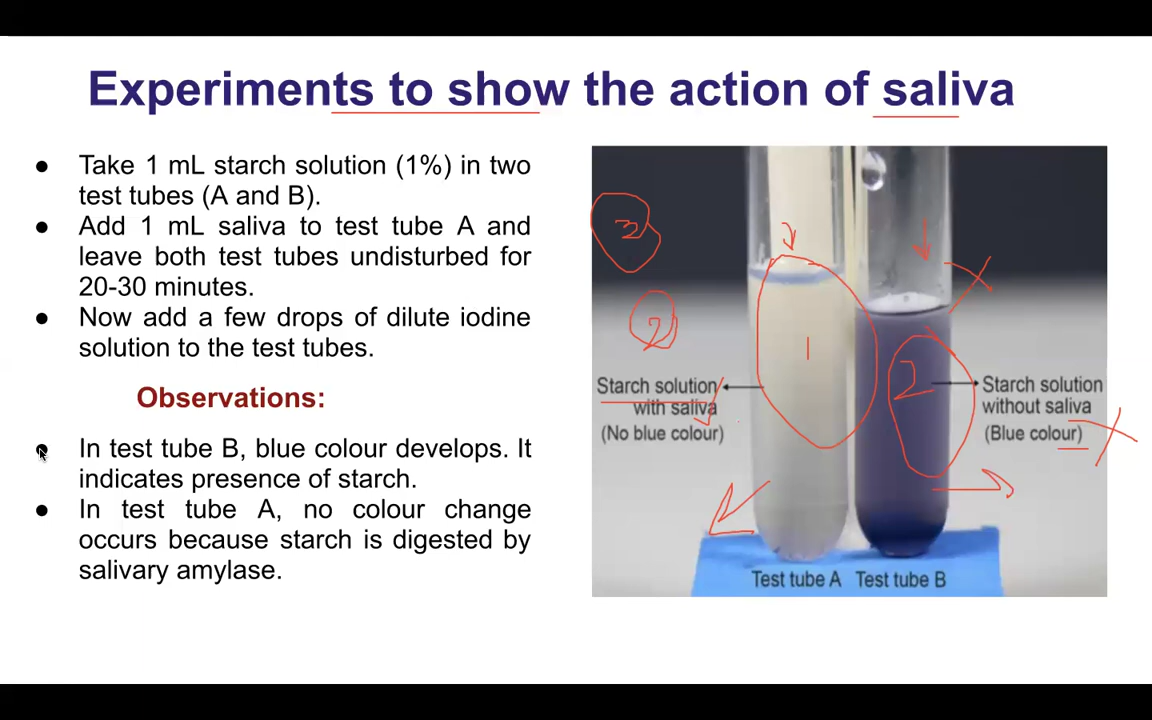 Experiments to show the action of saliva
● Take 1 mL starch solution (1%) in two
test tubes (A and B).
● Add 1 mL saliva to test tube A and
leave both test tubes undisturbed for
20-30 minutes.
● Now add a few drops of dilute iodine
solution to the test tubes.
Observations:
● In test tube B, blue colour develops. It
indicates presence of starch.
● In test tube A, no colour change
occurs because starch is digested by
salivary amylase.
2
1
2
Starch solution
with saliva
(No blue colour)
Starch solution
without saliva
(Blue colour)
Test tube A
Test tube B